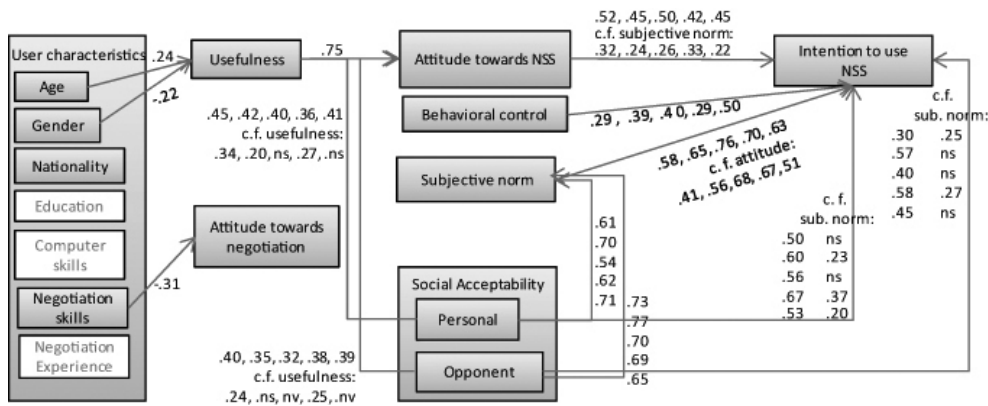 User characteristics
Age
Gender
Nationality
Education
Computer
skills
Negotiation
skills
Negotiation
Experience
.24
-.22
-.31
Usefulness
.75
.45, .42, .40, .36, .41
c.f. usefulness:
.34, .20, ns, .27, .ns
Attitude towards
negotiation
.40, .35, .32, .38, .39
c.f. usefulness:
.24, .ns, nv, .25, .nv
Attitude towards NSS
Behavioral control
Subjective norm
Social Acceptability
Personal
Opponent
.52, .45, .50, .42, .45
c.f. subjective norm:
.32, .24, .26, .33, .22
.29, .39, .40, .29, .50
.58, .65, .76, .70, .63
c.f. attitude:
.41, .56, 68, .67, 51
.61
.70
.54
.62
.71
.73
.77
.70
.69
.65
Intention to use
NSS
c.f.
sub. norm:
.30 .25
.57 ns
.40 ns
.58 .27
.45 ns
c. f.
sub. norm:
.50 ns
.60 .23
.56 ns
.67 .37
.53 .20